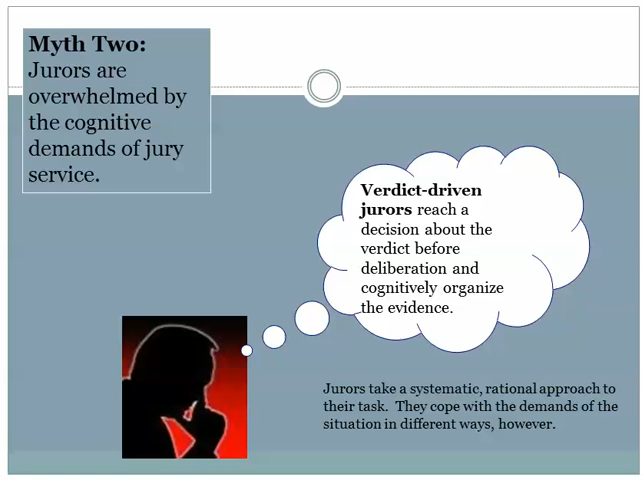 Myth Two:
Jurors are
overwhelmed by
the cognitive
demands of jury
service.
Verdict-driven
jurors reach a
decision about the
verdict before
deliberation and
cognitively organize
the evidence.
Jurors take a systematic, rational approach to
their task.  They cope with the demands of the
situation in different ways, however.